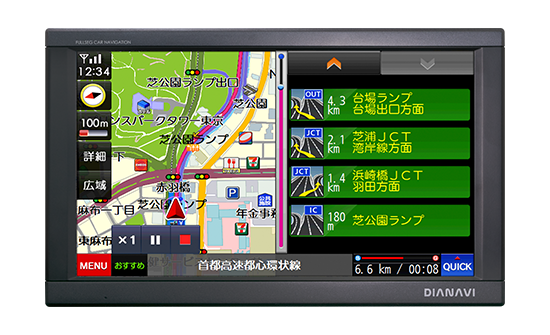 FULLSEG CAR NAVIGATION
12:34
100m
詳細
広域
MENU
おすすめ
芝公園ランプ出口
芝公園
ンスパークタワー東京
芝公園ランプ
下
赤羽橋
麻布一丁目
芝公園ランプ
年金事
東麻布
×1
首都高速都心環状線
OUT
4.3 km
台場ランプ
台場出口方面
JCT
2.1 km
芝浦JCT
湾岸線方面
JCT
1.4 km
浜崎橋JCT
羽田方面
IC
180 m
芝公園ランプ
6.6 km / 00:08
QUICK
DIANAVI